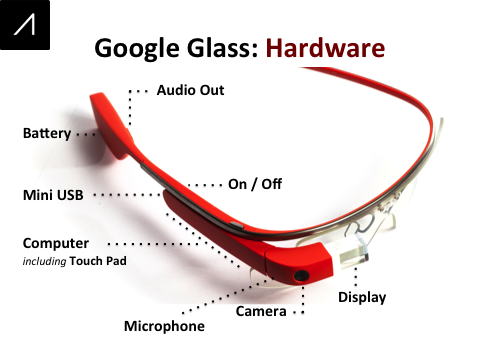 Google Glass: Hardware
Audio Out
Battery
On / Off
Mini USB
Computer
including Touch Pad
Display
Camera
Microphone